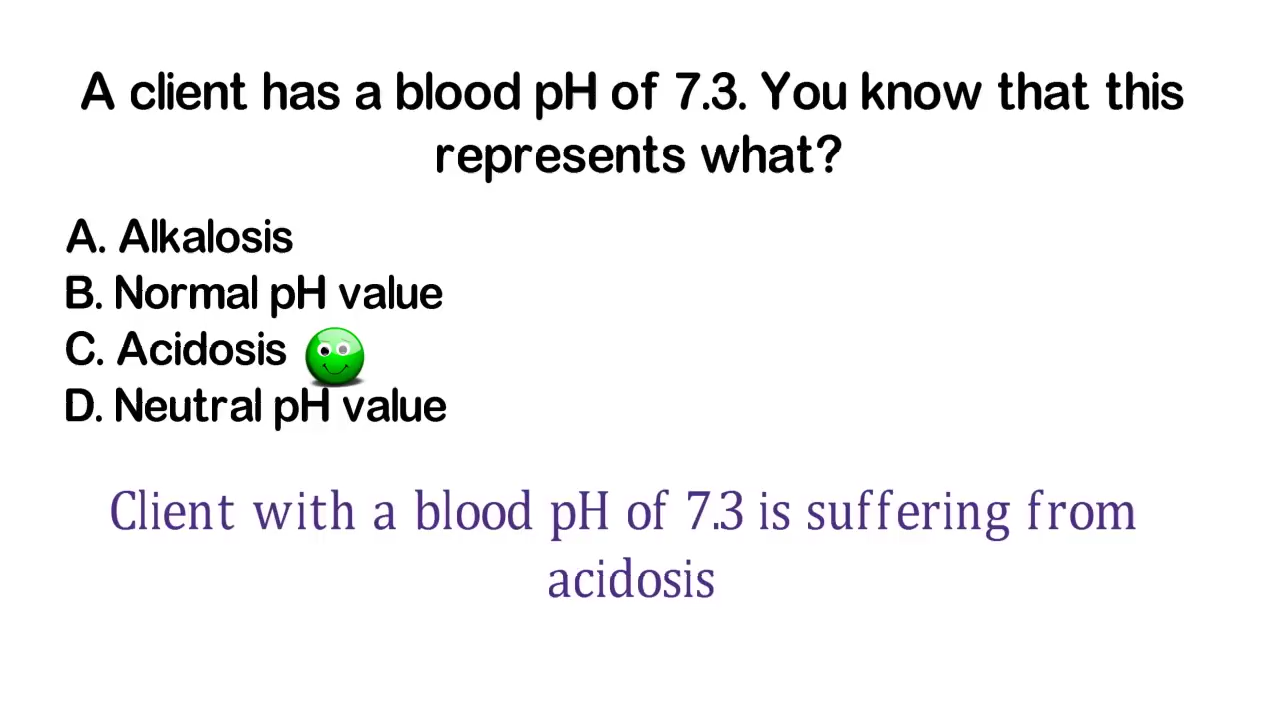 A client has a blood pH of 7.3. You know that this
represents what?
A. Alkalosis
B. Normal pH value
C. Acidosis
D. Neutral pH value
Client with a blood pH of 7.3 is suffering from
acidosis